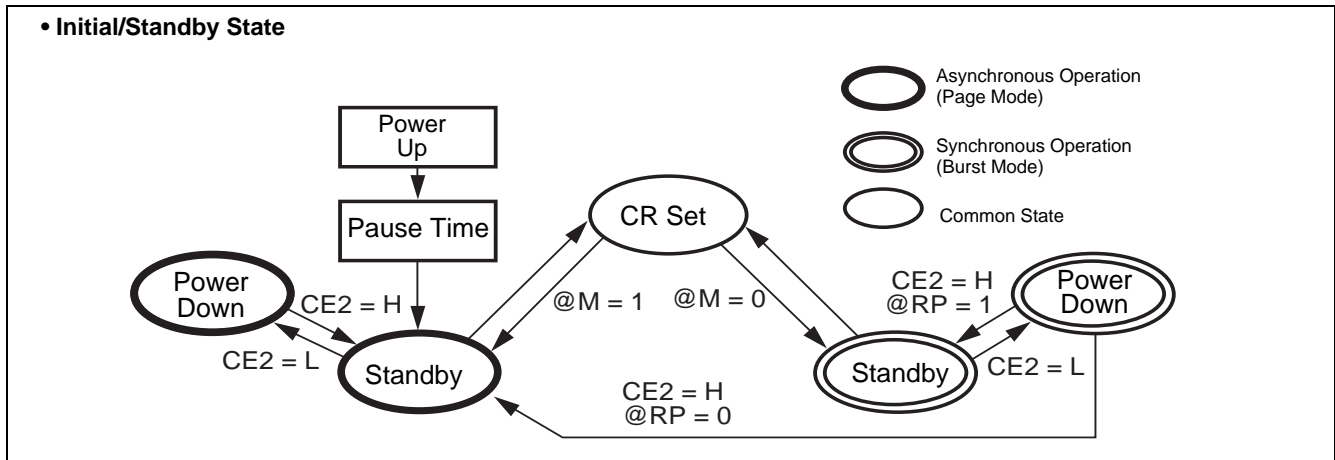 • Initial/Standby State
Asynchronous Operation
(Page Mode)
Synchronous Operation
(Burst Mode)
Common State
Power
Up
Pause Time
CR Set
Power
Down
CE2 = H
CE2 = L
Standby
@M = 1
@M = 0
Standby
CE2 = H
@RP = 1
Power
Down
CE2 = L
CE2 = H
@RP = 0